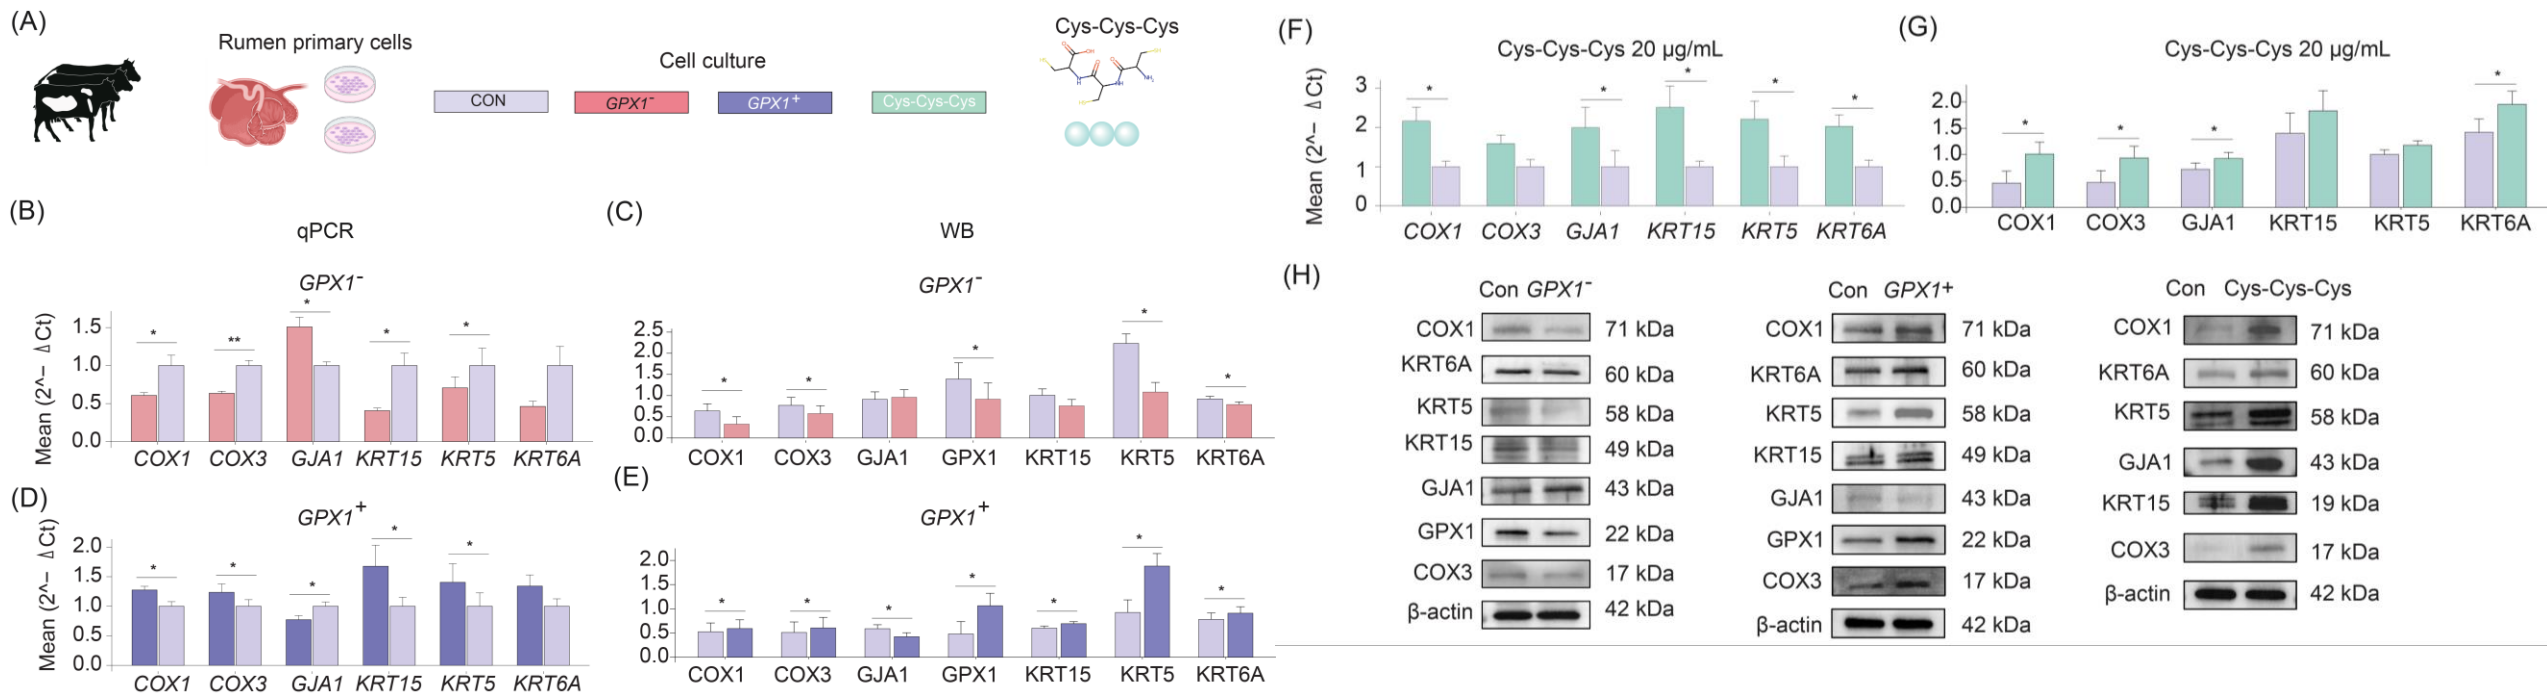 (A)
Rumen primary cells
Cell culture
CON
GPX1-
GPX1+
Cys-Cys-Cys
Cys-Cys-Cys
(B)
qPCR
GPX1-
Mean (2^– ΔCt)
1.5
1.0
0.5
0.0
*
**
*
*
*
COX1 COX3 GJA1 KRT15 KRT5 KRT6A
(C)
WB
GPX1-
2.5
2.0
1.5
1.0
0.5
0.0
*
*
*
*
*
COX1 COX3 GJA1 GPX1 KRT15 KRT5 KRT6A
(D)
GPX1+
Mean (2^– ΔCt)
2.0
1.5
1.0
0.5
0.0
*
*
*
*
*
COX1 COX3 GJA1 KRT15 KRT5 KRT6A
(E)
GPX1+
2.0
1.5
1.0
0.5
0.0
*
*
*
*
*
*
*
COX1 COX3 GJA1 GPX1 KRT15 KRT5 KRT6A
(F)
Cys-Cys-Cys 20 μg/mL
Mean (2^– ΔCt)
3
2
1
0
*
*
*
*
*
COX1 COX3 GJA1 KRT15 KRT5 KRT6A
(G)
Cys-Cys-Cys 20 μg/mL
2.0
1.5
1.0
0.5
0.0
*
*
*
*
COX1 COX3 GJA1 KRT15 KRT5 KRT6A
(H)
Con GPX1-
COX1 71 kDa
KRT6A 60 kDa
KRT5 58 kDa
KRT15 49 kDa
GJA1 43 kDa
GPX1 22 kDa
COX3 17 kDa
β-actin 42 kDa
Con GPX1+
COX1 71 kDa
KRT6A 60 kDa
KRT5 58 kDa
KRT15 49 kDa
GJA1 43 kDa
GPX1 22 kDa
COX3 17 kDa
β-actin 42 kDa
Con Cys-Cys-Cys
COX1 71 kDa
KRT6A 60 kDa
KRT5 58 kDa
GJA1 43 kDa
KRT15 19 kDa
COX3 17 kDa
β-actin 42 kDa